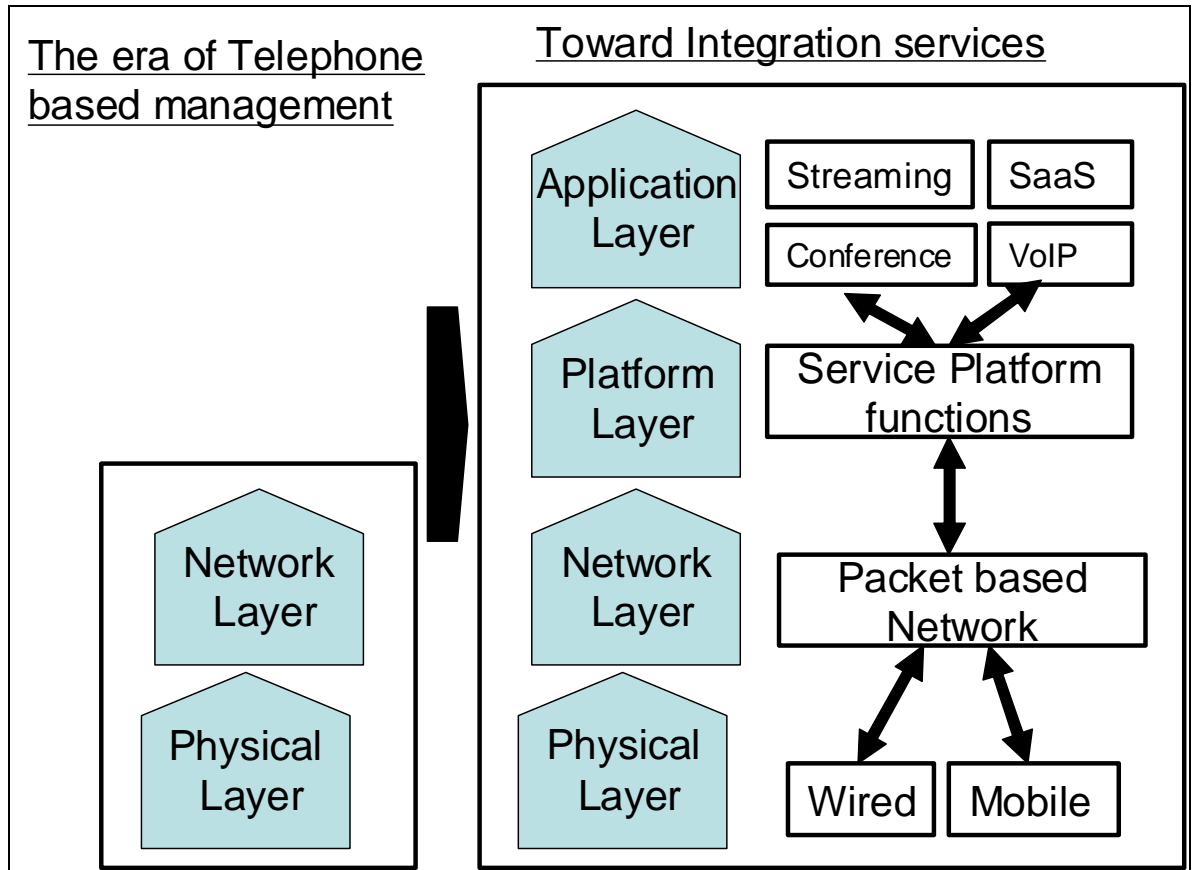 The era of Telephone
based management
Toward Integration services
Application
Layer
Streaming
SaaS
Conference
VoIP
Platform
Layer
Service Platform
functions
Network
Layer
Network
Layer
Packet based
Network
Physical
Layer
Physical
Layer
Wired
Mobile